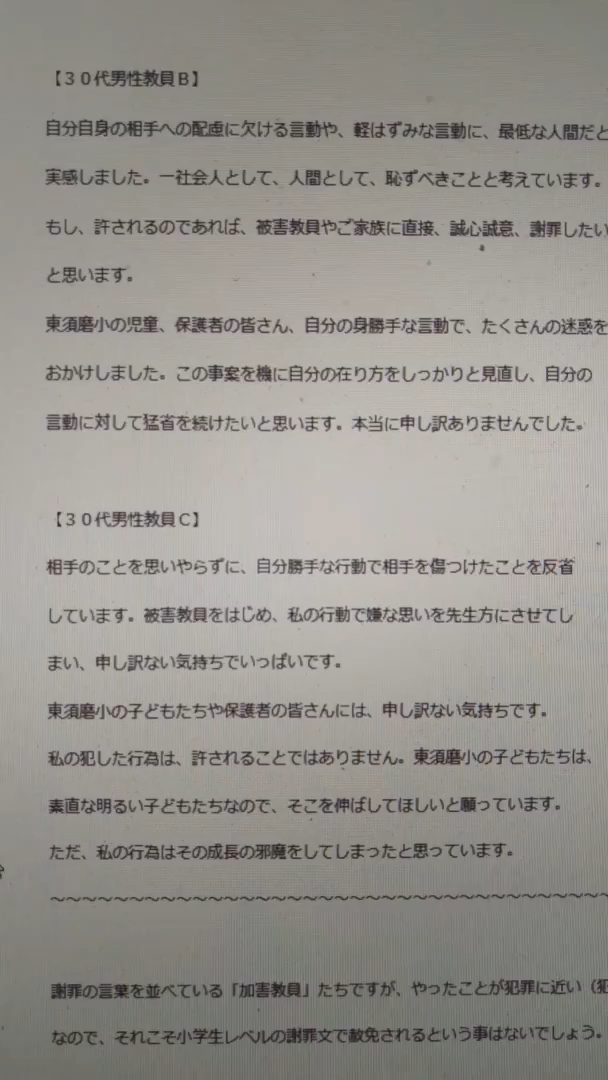 【３０代男性教員Ｂ】
自分自身の相手への配慮に欠ける言動や、軽はずみな言動に、最低な人間だと
実感しました。一社会人として、人間として、恥ずべきことと考えています。
もし、許されるのであれば、被害教員やご家族に直接、誠心誠意、謝罪したい
と思います。
東須磨小の児童、保護者の皆さん、自分の身勝手な言動で、たくさんの迷惑を
おかけしました。この事案を機に自分の在り方をしっかりと見直し、自分の
言動に対して猛省を続けたいと思います。本当に申し訳ありませんでした。
【３０代男性教員Ｃ】
相手のことを思いやらずに、自分勝手な行動で相手を傷つけたことを反省
しています。被害教員をはじめ、私の行動で嫌な思いを先生方にさせてし
まい、申し訳ない気持ちでいっぱいです。
東須磨小の子どもたちや保護者の皆さんには、申し訳ない気持ちです。
私の犯した行為は、許されることではありません。東須磨小の子どもたちは、
素直な明るい子どもたちなので、そこを伸ばしてほしいと願っています。
ただ、私の行為はその成長の邪魔をしてしまったと思っています。
～～～～～～～～～～～～～～～～～～～～～～～～～～～～～～～～～～～
謝罪の言葉を並べている「加害教員」たちですが、やったことが犯罪に近い（犯
なので、それこそ小学生レベルの謝罪文で赦免されるという事はないでしょう。